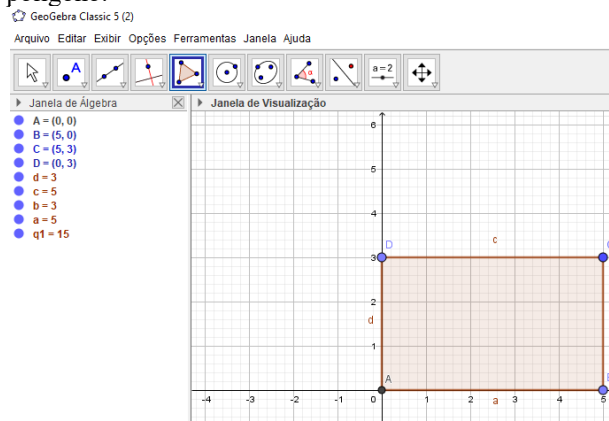 GeoGebra Classic 5 (2)
Arquivo Editar Exibir Opções Ferramentas Janela Ajuda
A
α
a = 2
Janela de Álgebra
Janela de Visualização
A = (0, 0)
B = (5, 0)
C = (5, 3)
D = (0, 3)
d = 3
c = 5
b = 3
a = 5
q1 = 15
6
5
4
3
2
1
D
c
d
A
-4 -3 -2 -1 0 1 2 3 4 5
a